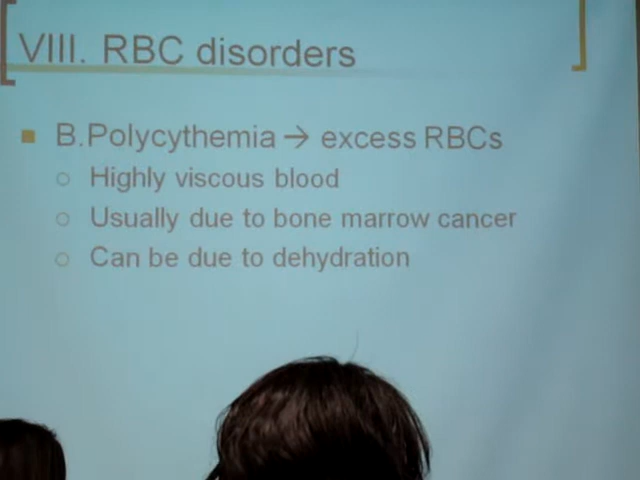 VIII. RBC disorders
B.Polycythemia → excess RBCs
Highly viscous blood
Usually due to bone marrow cancer
Can be due to dehydration